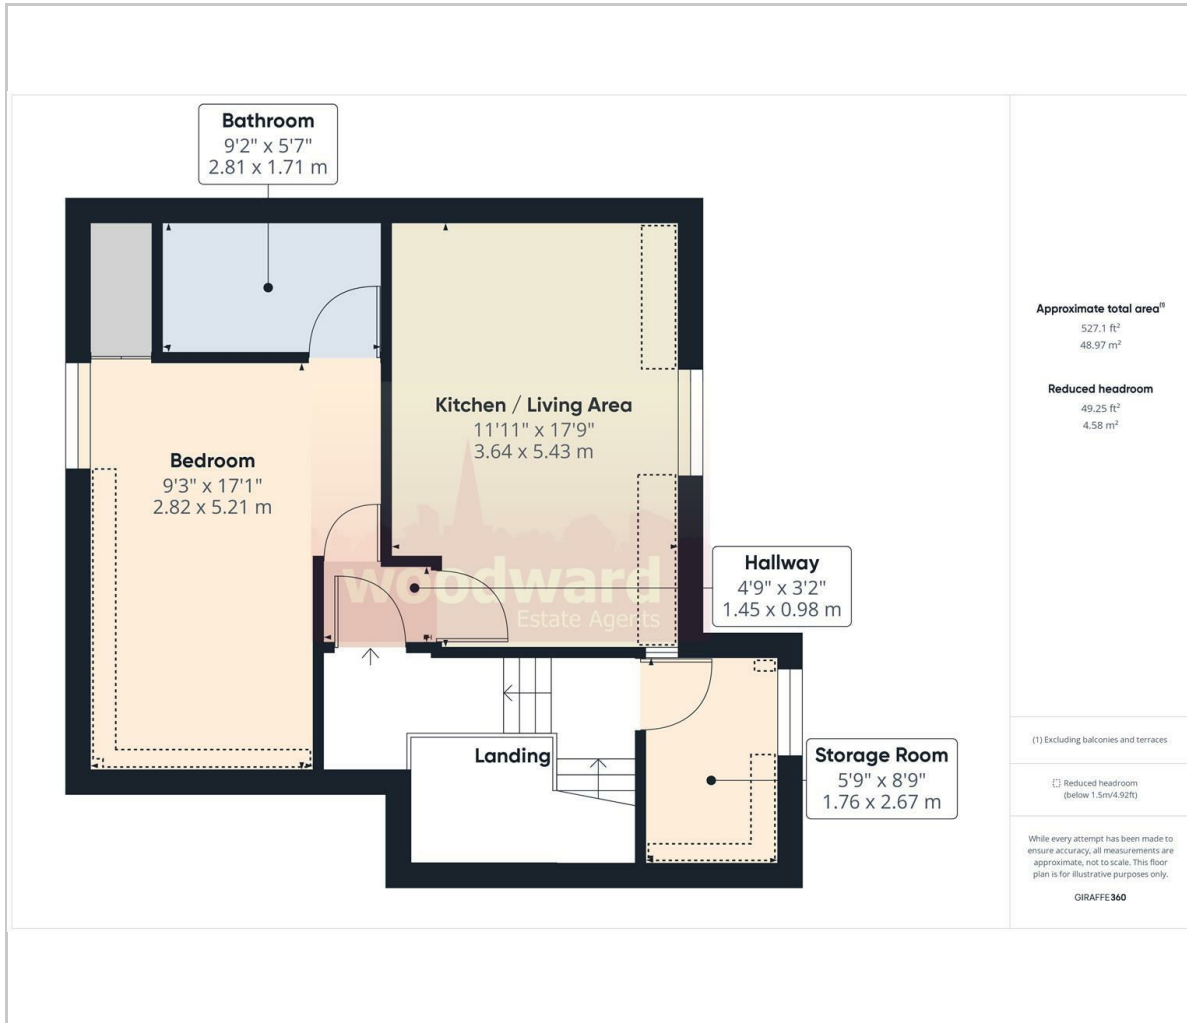 Bathroom
9'2" x 5'7"
2.81 x 1.71 m
Kitchen / Living Area
11'11" x 17'9"
3.64 x 5.43 m
Bedroom
9'3" x 17'1"
2.82 x 5.21 m
Hallway
4'9" x 3'2"
1.45 x 0.98 m
woodward
Estate Agents
Landing
Storage Room
5'9" x 8'9"
1.76 x 2.67 m
Approximate total area(1)
527.1 ft²
48.97 m²
Reduced headroom
49.25 ft²
4.58 m²
(1) Excluding balconies and terraces
Reduced headroom
(below 1.5m/4.92ft)
While every attempt has been made to
ensure accuracy, all measurements are
approximate, not to scale. This floor
plan is for illustrative purposes only.
GIRAFFE360